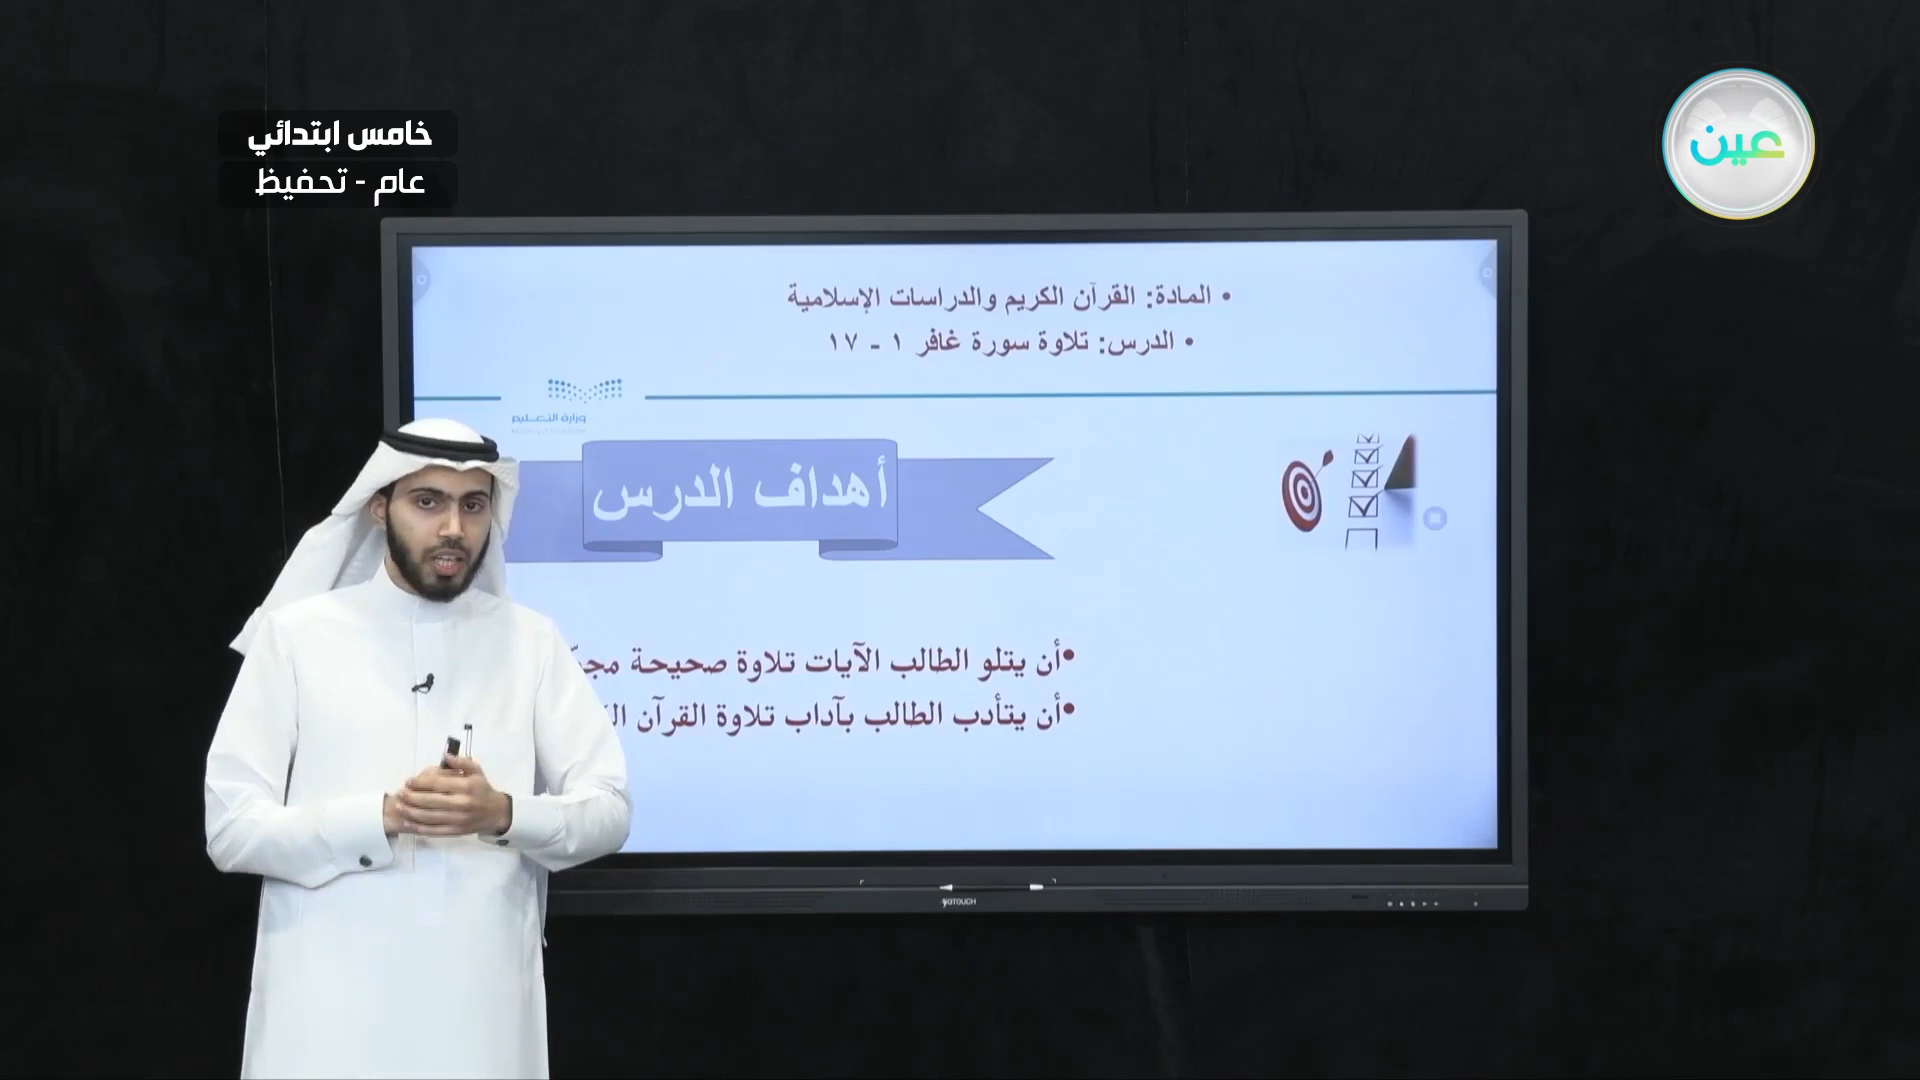 خامس ابتدائي
عام - تحفيظ
عين
• المادة: القرآن الكريم والدراسات الإسلامية
• الدرس: تلاوة سورة غافر ١ - ١٧
وزارة التعليم
أهداف الدرس
•أن يتلو الطالب الآيات تلاوة صحيحة
•أن يتأدب الطالب بآداب تلاوة القرآن
YOTOUCH